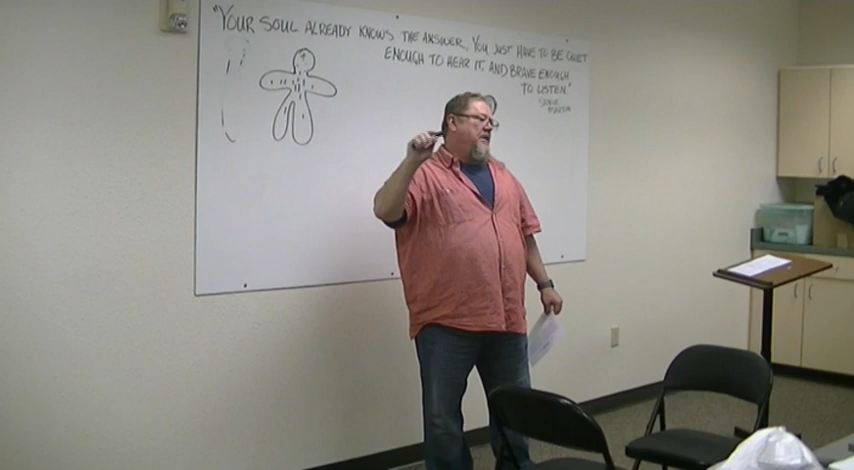 "YOUR SOUL ALREADY KNOWS THE ANSWER. YOU JUST HAVE TO BE QUIET
ENOUGH TO HEAR IT, AND BRAVE ENOUGH
TO LISTEN."